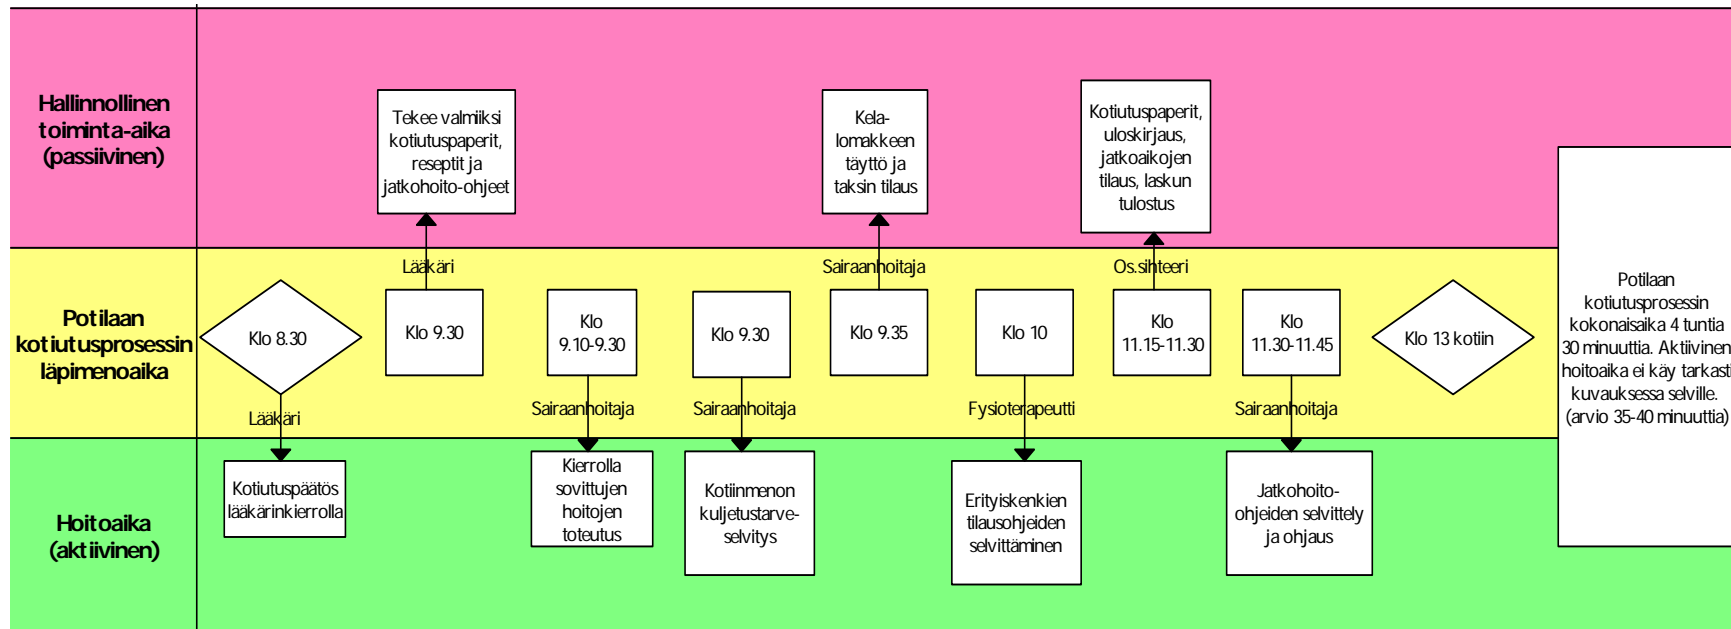 Hallinnollinen
toiminta-aika
(passiivinen)
Tekee valmiiksi
kotiutuspaperit,
reseptit ja
jatkohoito-ohjeet
Kela-
lomakkeen
täyttö ja
taksin tilaus
Kotiutuspaperit,
uloskirjaus,
jatkoaikojen
tilaus, laskun
tulostus
Potilaan
kotiutusprosessin
läpimenoaika
Klo 8.30
Lääkäri
Lääkäri
Klo 9.30
Klo
9.10-9.30
Sairaanhoitaja
Klo 9.30
Sairaanhoitaja
Sairaanhoitaja
Klo 9.35
Klo 10
Fysioterapeutti
Os.sihteeri
Klo
11.15-11.30
Klo
11.30-11.45
Sairaanhoitaja
Klo 13 kotiin
Potilaan
kotiutusprosessin
kokonaisaika 4 tuntia
30 minuuttia. Aktiivinen
hoitoaika ei käy tarkasti
kuvauksessa selville.
(arvio 35-40 minuuttia)
Hoitoaika
(aktiivinen)
Kotiutuspäätös
lääkärinkierrolla
Kierrolla
sovittujen
hoitojen
toteutus
Kotiinmenon
kuljetustarve-
selvitys
Erityiskenkien
tilausohjeiden
selvittäminen
Jatkohoito-
ohjeiden selvittely
ja ohjaus